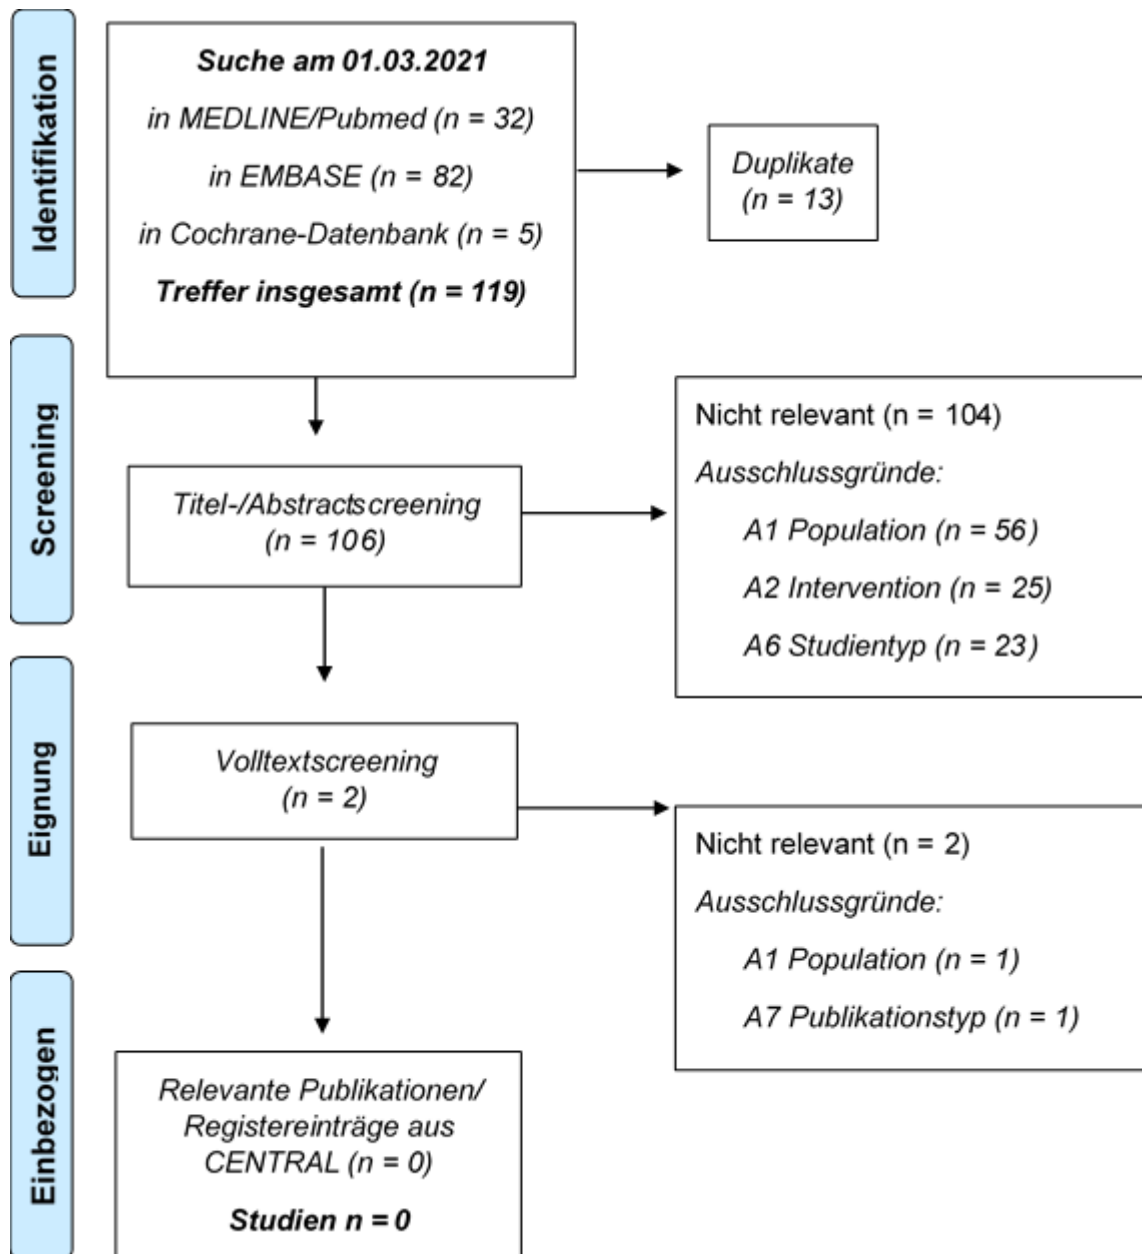 Identifikation
Suche am 01.03.2021
in MEDLINE/Pubmed (n = 32)
in EMBASE (n = 82)
in Cochrane-Datenbank (n = 5)
Treffer insgesamt (n = 119)
Duplikate
(n = 13)
Screening
Titel-/Abstractscreening
(n = 106)
Nicht relevant (n = 104)
Ausschlussgründe:
A1 Population (n = 56)
A2 Intervention (n = 25)
A6 Studientyp (n = 23)
Eignung
Volltextscreening
(n = 2)
Nicht relevant (n = 2)
Ausschlussgründe:
A1 Population (n = 1)
A7 Publikationstyp (n = 1)
Einbezogen
Relevante Publikationen/
Registereinträge aus
CENTRAL (n = 0)
Studien n = 0